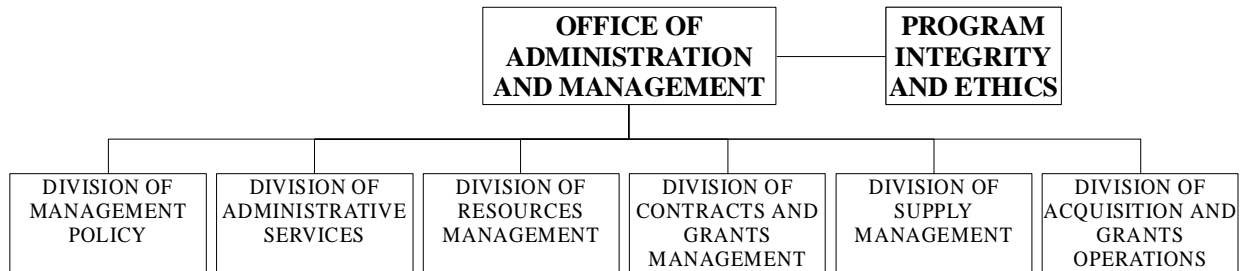 OFFICE OF
ADMINISTRATION
AND MANAGEMENT
PROGRAM
INTEGRITY
AND ETHICS
DIVISION OF
MANAGEMENT
POLICY
DIVISION OF
ADMINISTRATIVE
SERVICES
DIVISION OF
RESOURCES
MANAGEMENT
DIVISION OF
CONTRACTS AND
GRANTS
MANAGEMENT
DIVISION OF
SUPPLY
MANAGEMENT
DIVISION OF
ACQUISITION AND
GRANTS
OPERATIONS